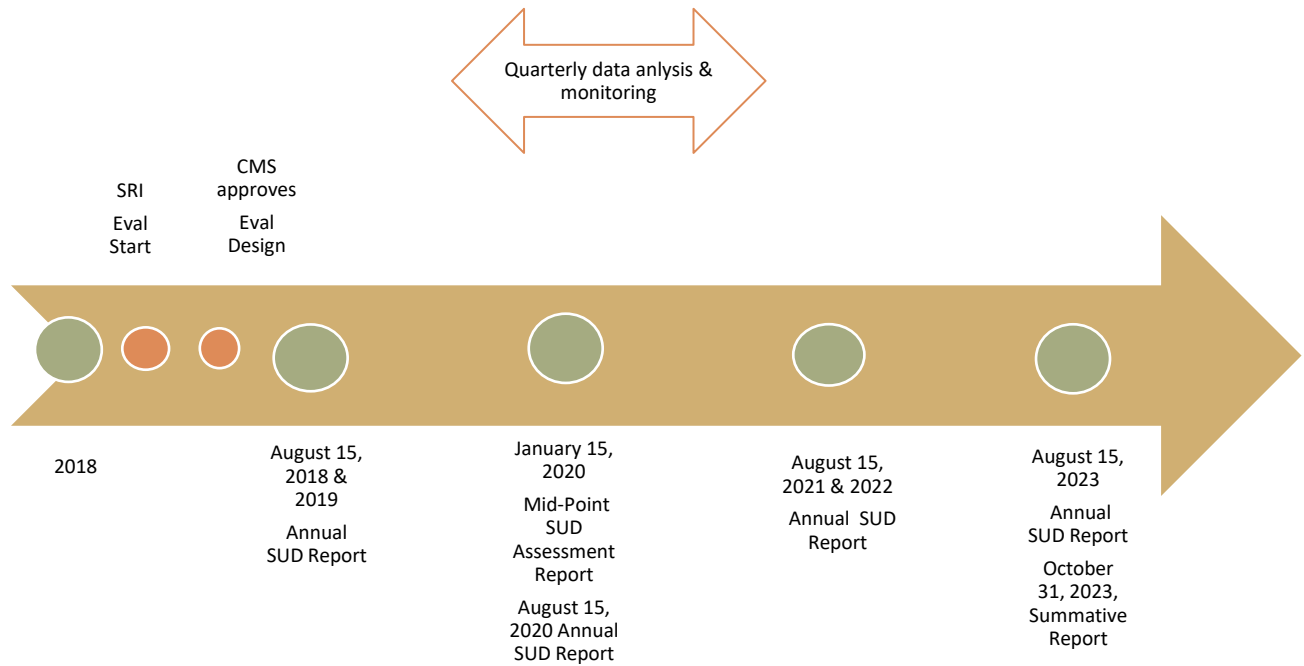 Quarterly data anlysis &
monitoring
SRI
Eval
Start
CMS
approves
Eval
Design
2018
August 15,
2018 &
2019
Annual
SUD Report
January 15,
2020
Mid-Point
SUD
Assessment
Report
August 15,
2020 Annual
SUD Report
August 15,
2021 & 2022
Annual  SUD
Report
August 15,
2023
Annual
SUD Report
October
31, 2023,
Summative
Report